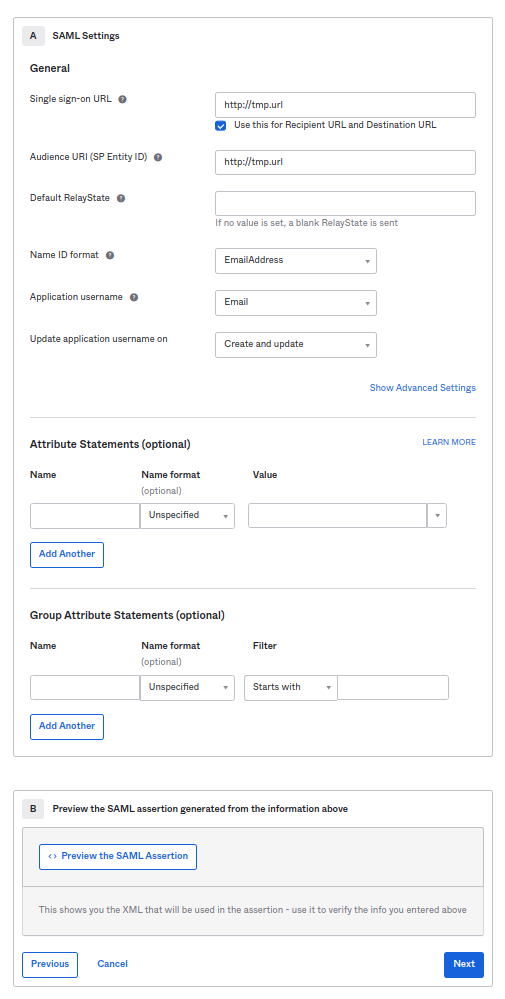 A SAML Settings
General
Single sign-on URL ?
http://tmp.url
Use this for Recipient URL and Destination URL
Audience URI (SP Entity ID) ?
http://tmp.url
Default RelayState ?
If no value is set, a blank RelayState is sent
Name ID format ?
EmailAddress
Application username ?
Email
Update application username on
Create and update
Show Advanced Settings
Attribute Statements (optional)
LEARN MORE
Name Name format Value
(optional)
Unspecified
Add Another
Group Attribute Statements (optional)
Name Name format Filter
(optional)
Unspecified Starts with
Add Another
B Preview the SAML assertion generated from the information above
<> Preview the SAML Assertion
This shows you the XML that will be used in the assertion - use it to verify the info you entered above
Previous Cancel Next